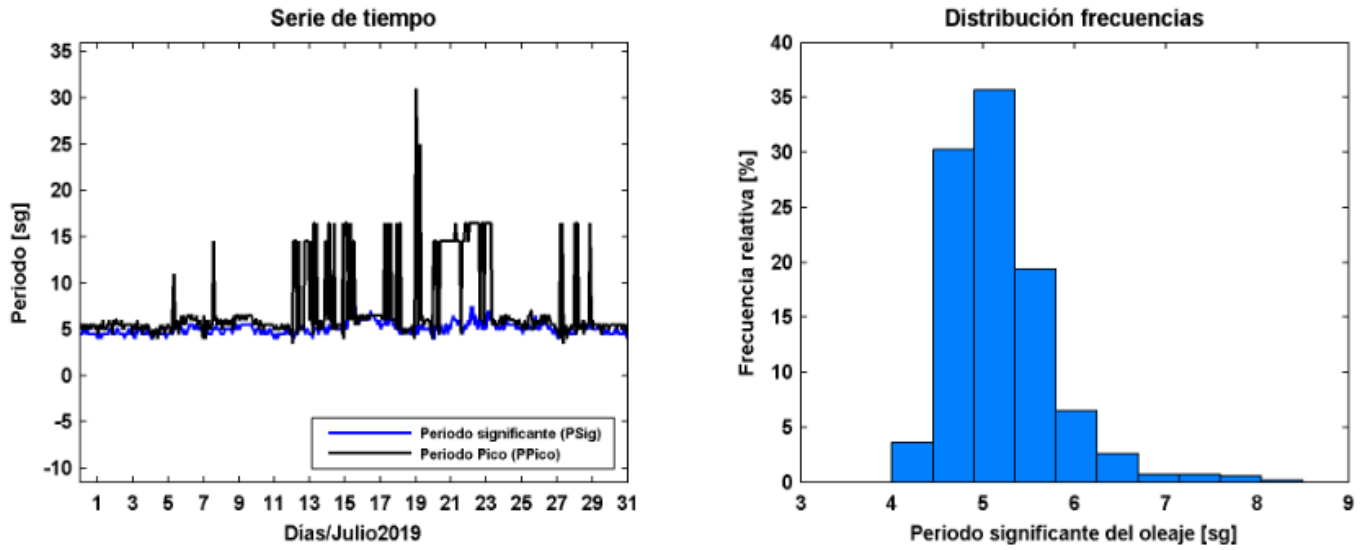 Serie de tiempo
35
30
25
20
15
10
5
0
-5
-10
Periodo [sg]
Periodo significante (PSig)
Periodo Pico (PPico)
1 3 5 7 9 11 13 15 17 19 21 23 25 27 29 31
Días/Julio2019
Distribución frecuencias
40
35
30
25
20
15
10
5
0
Frecuencia relativa [%]
3 4 5 6 7 8 9
Periodo significante del oleaje [sg]